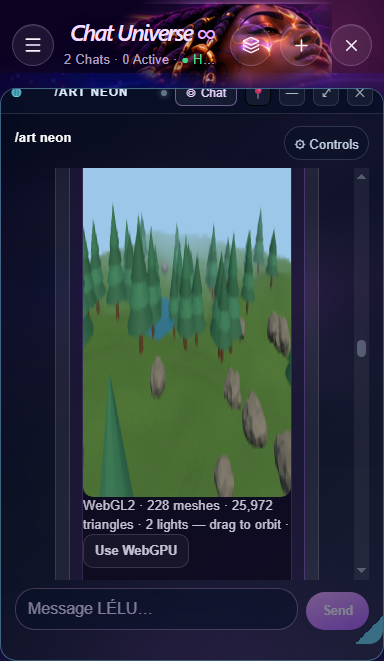 Chat Universe ∞
2 Chats · 0 Active · ● H...
/ART NEON
Chat
/art neon
⚙ Controls
WebGL2 · 228 meshes · 25,972
triangles · 2 lights — drag to orbit ·
Use WebGPU
Message LÉLU...
Send